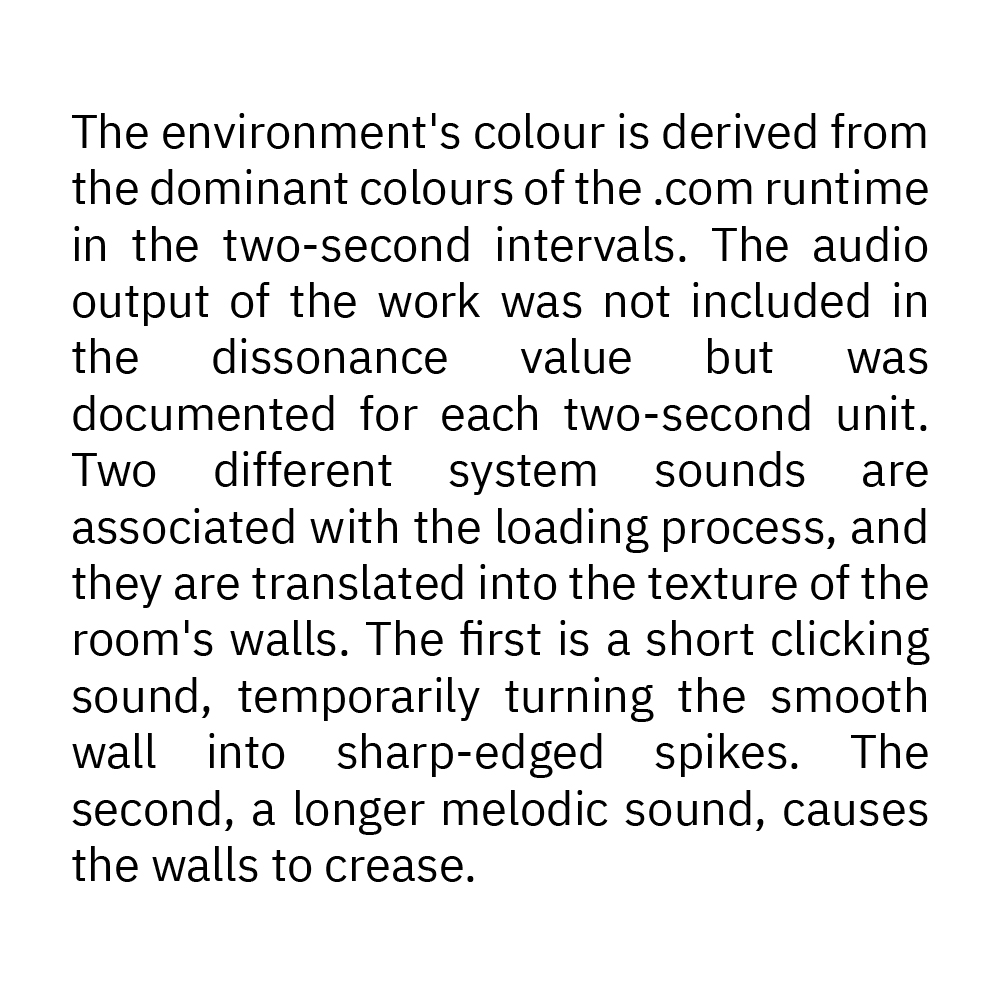 The environment's colour is derived from
the dominant colours of the .com runtime
in the two-second intervals. The audio
output of the work was not included in
the dissonance value but was
documented for each two-second unit.
Two different system sounds are
associated with the loading process, and
they are translated into the texture of the
room's walls. The first is a short clicking
sound, temporarily turning the smooth
wall into sharp-edged spikes. The
second, a longer melodic sound, causes
the walls to crease.